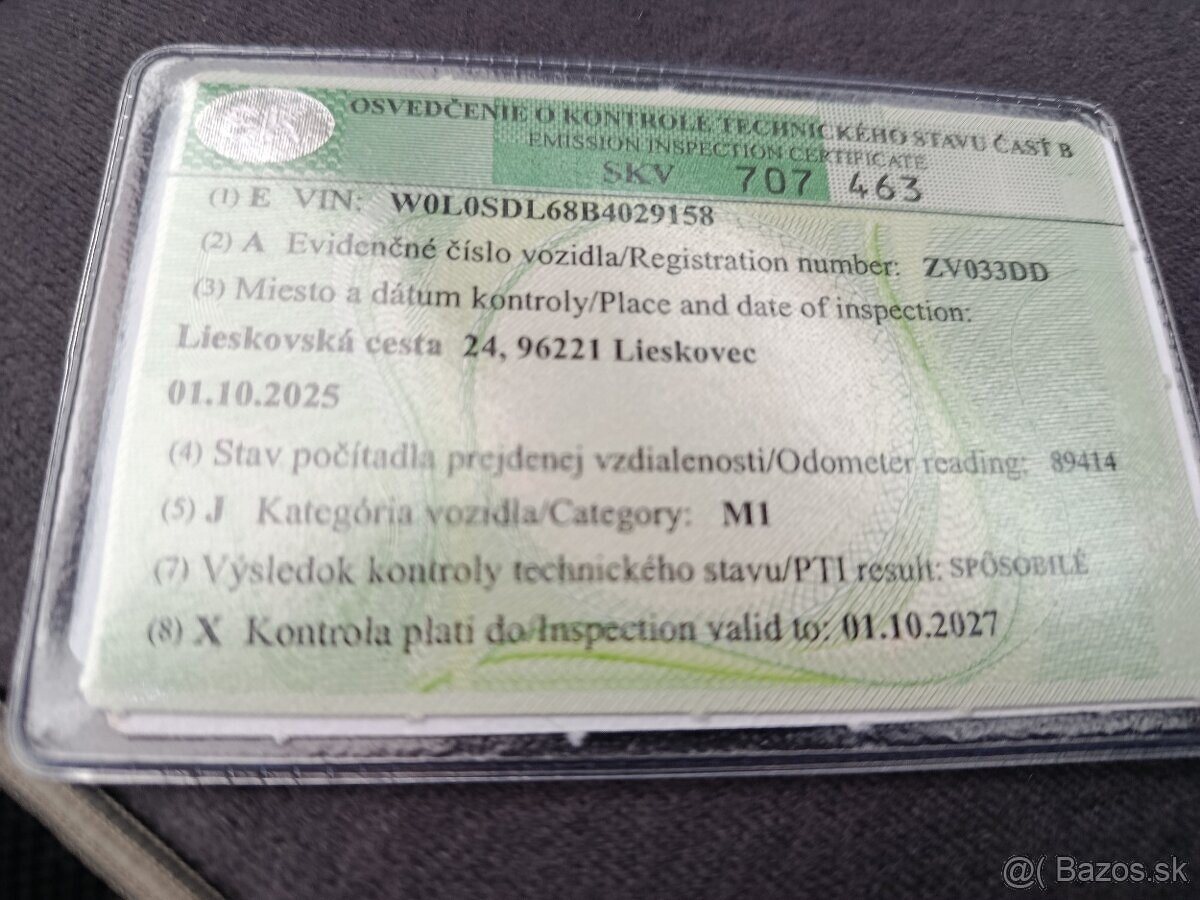 SK
OSVEDČENIE O KONTROLE TECHNICKÉHO STAVU ČASŤ B
EMISSION INSPECTION CERTIFICATE
SKV 707 463
(1) E VIN: W0L0SDL68B4029158
(2) A Evidenčné číslo vozidla/Registration number: ZV033DD
(3) Miesto a dátum kontroly/Place and date of inspection:
Lieskovská cesta 24, 96221 Lieskovec
01.10.2025
(4) Stav počítadla prejdenej vzdialenosti/Odometer reading: 89414
(5) J Kategória vozidla/Category: M1
(7) Výsledok kontroly technického stavu/PTI result: SPÔSOBILÉ
(8) X Kontrola platí do/Inspection valid to: 01.10.2027
@( Bazos.sk